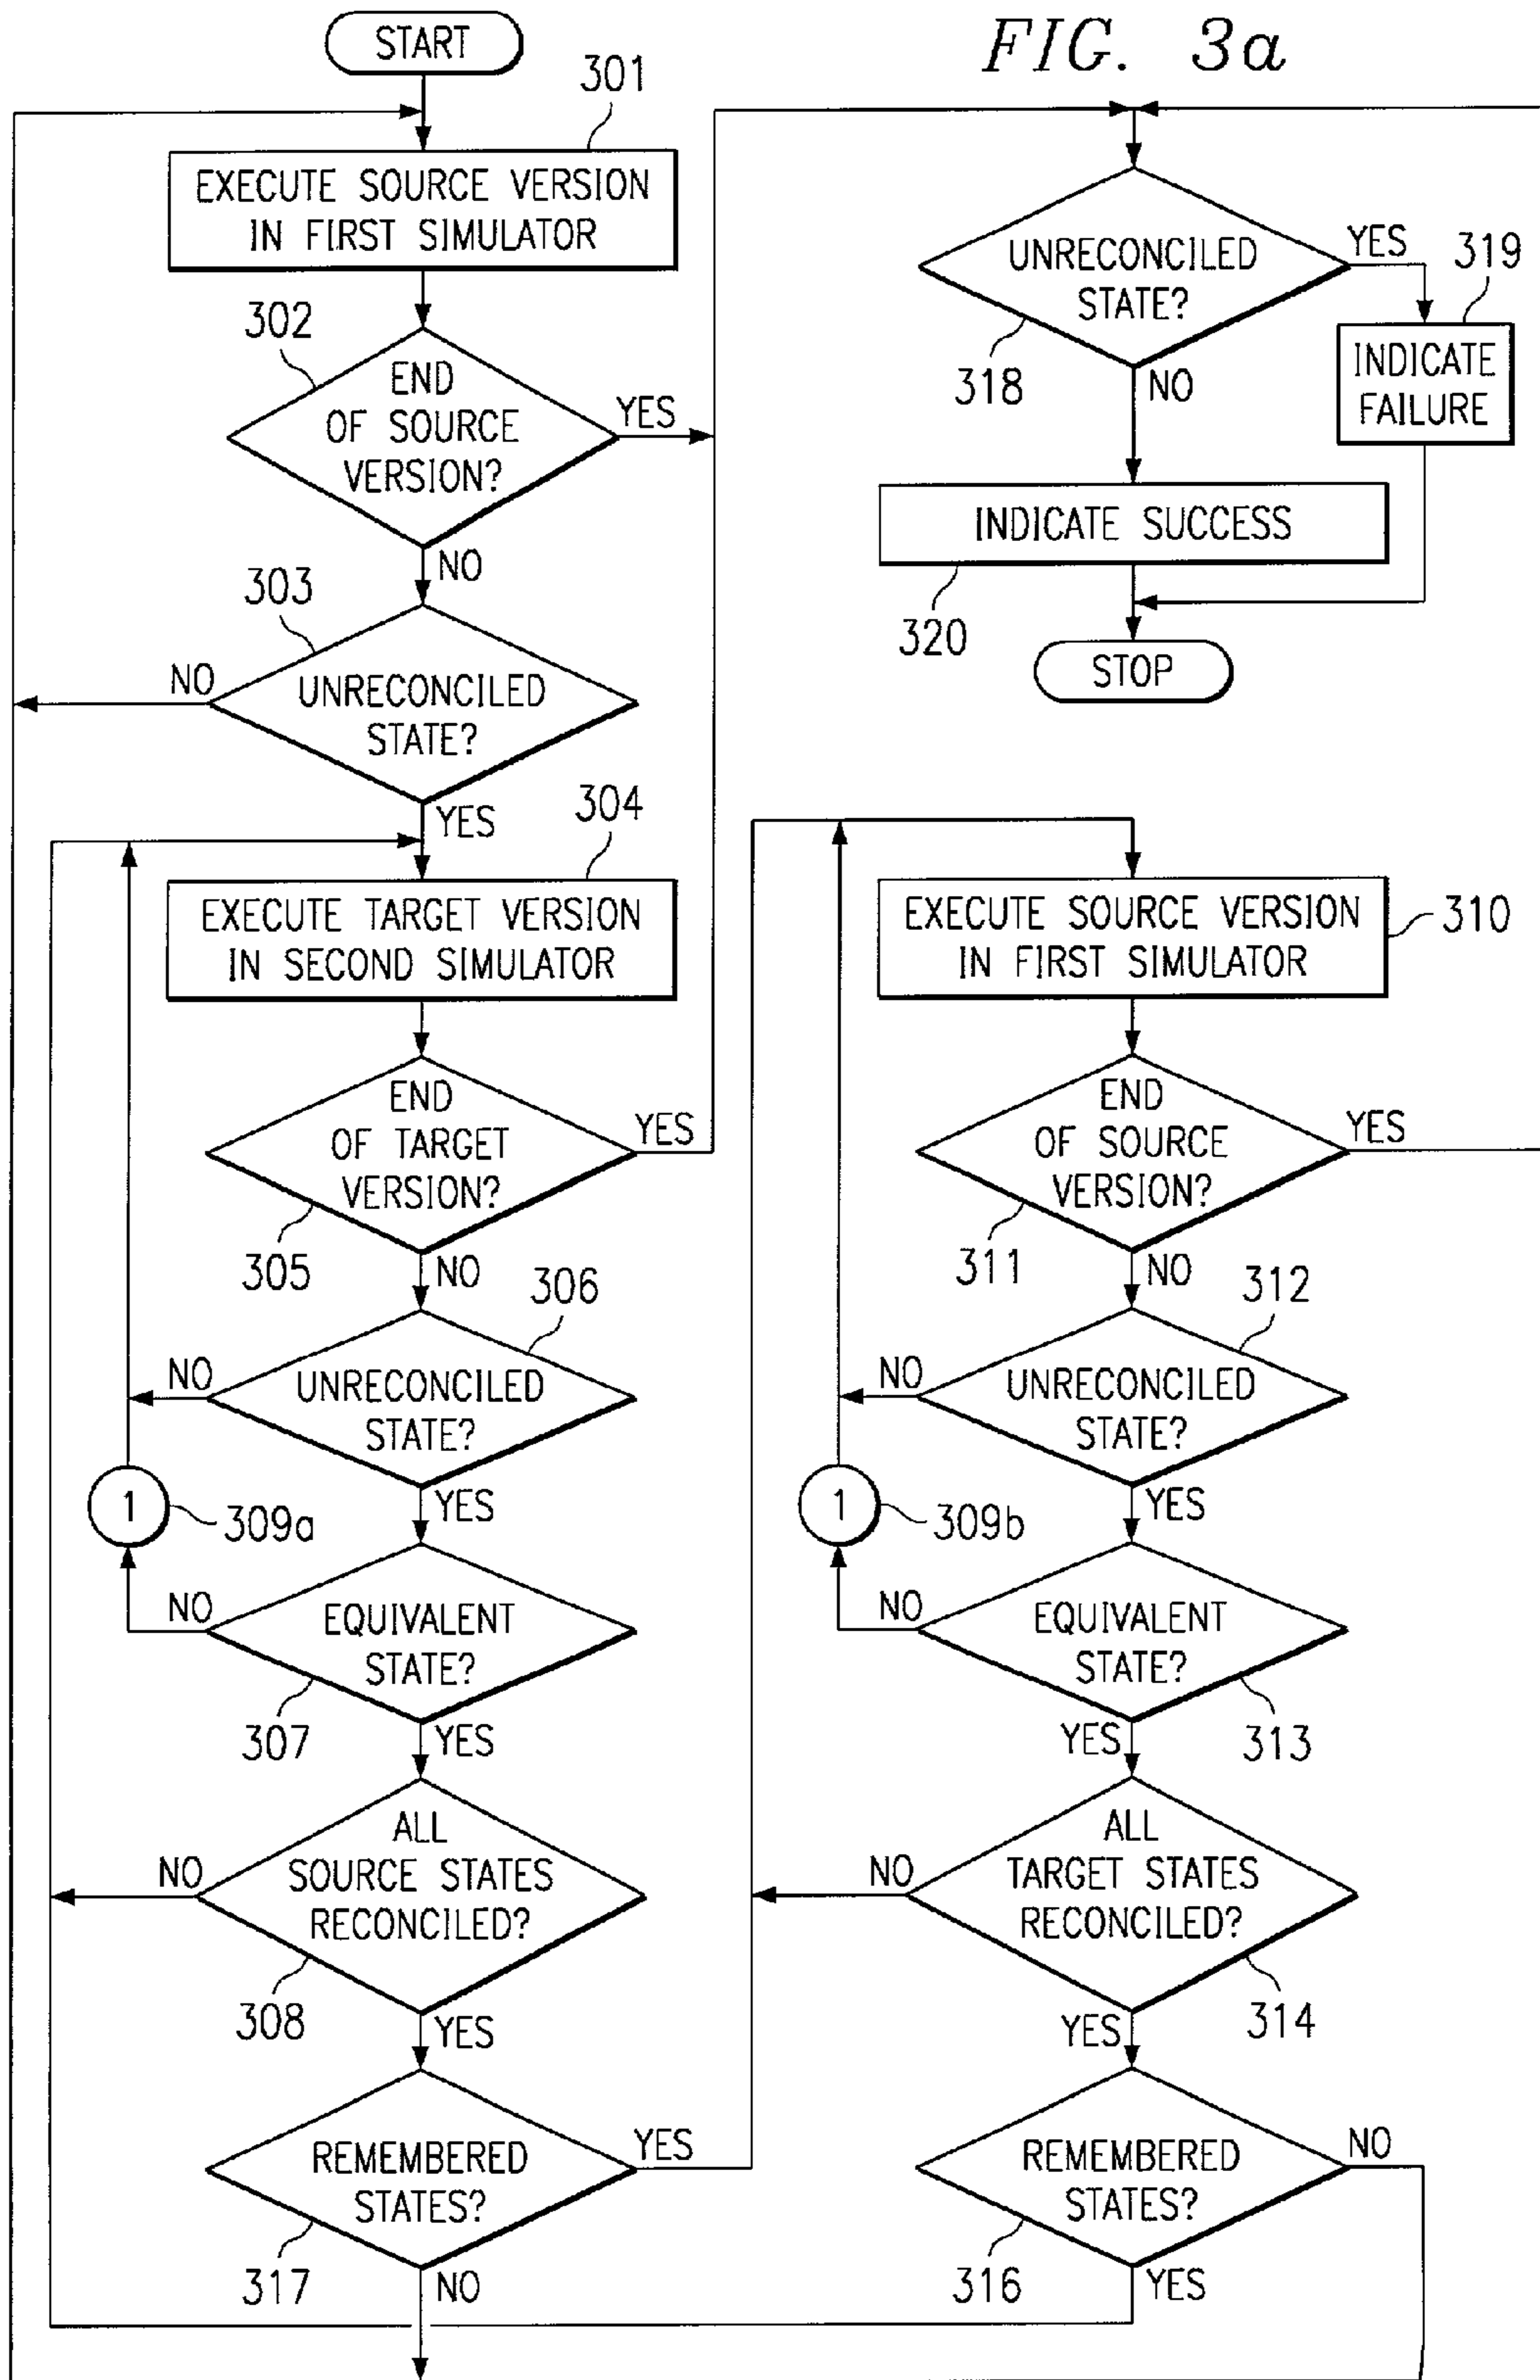 FIG. 3a
START
301
EXECUTE SOURCE VERSION
IN FIRST SIMULATOR
302
END
OF SOURCE
VERSION?
YES
NO
303
UNRECONCILED
STATE?
NO
YES
304
EXECUTE TARGET VERSION
IN SECOND SIMULATOR
END
OF TARGET
VERSION?
YES
305
NO
306
UNRECONCILED
STATE?
NO
YES
1
309a
EQUIVALENT
STATE?
NO
307
YES
ALL
SOURCE STATES
RECONCILED?
NO
308
YES
REMEMBERED
STATES?
YES
317
NO
UNRECONCILED
STATE?
YES
319
318
NO
INDICATE
FAILURE
INDICATE SUCCESS
320
STOP
EXECUTE SOURCE VERSION
IN FIRST SIMULATOR
310
END
OF SOURCE
VERSION?
YES
311
NO
312
UNRECONCILED
STATE?
NO
YES
1
309b
EQUIVALENT
STATE?
NO
YES
313
ALL
TARGET STATES
RECONCILED?
NO
YES
314
REMEMBERED
STATES?
NO
316
YES